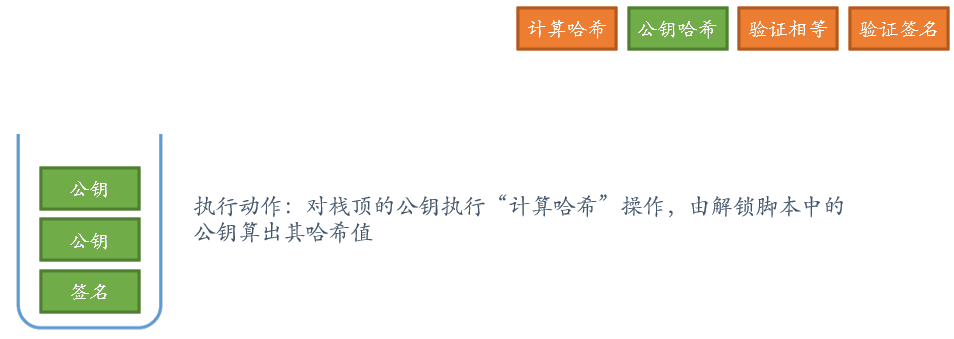 计算哈希 公钥哈希 验证相等 验证签名
公钥
公钥
签名
执行动作：对栈顶的公钥执行“计算哈希”操作，由解锁脚本中的
公钥算出其哈希值